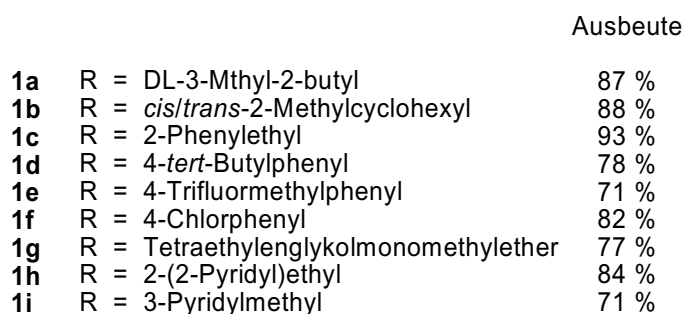 Ausbeute
1a R = DL-3-Mthyl-2-butyl 87 %
1b R = cis/trans-2-Methylcyclohexyl 88 %
1c R = 2-Phenylethyl 93 %
1d R = 4-tert-Butylphenyl 78 %
1e R = 4-Trifluormethylphenyl 71 %
1f R = 4-Chlorphenyl 82 %
1g R = Tetraethylenglykolmonomethylether 77 %
1h R = 2-(2-Pyridyl)ethyl 84 %
1i R = 3-Pyridylmethyl 71 %